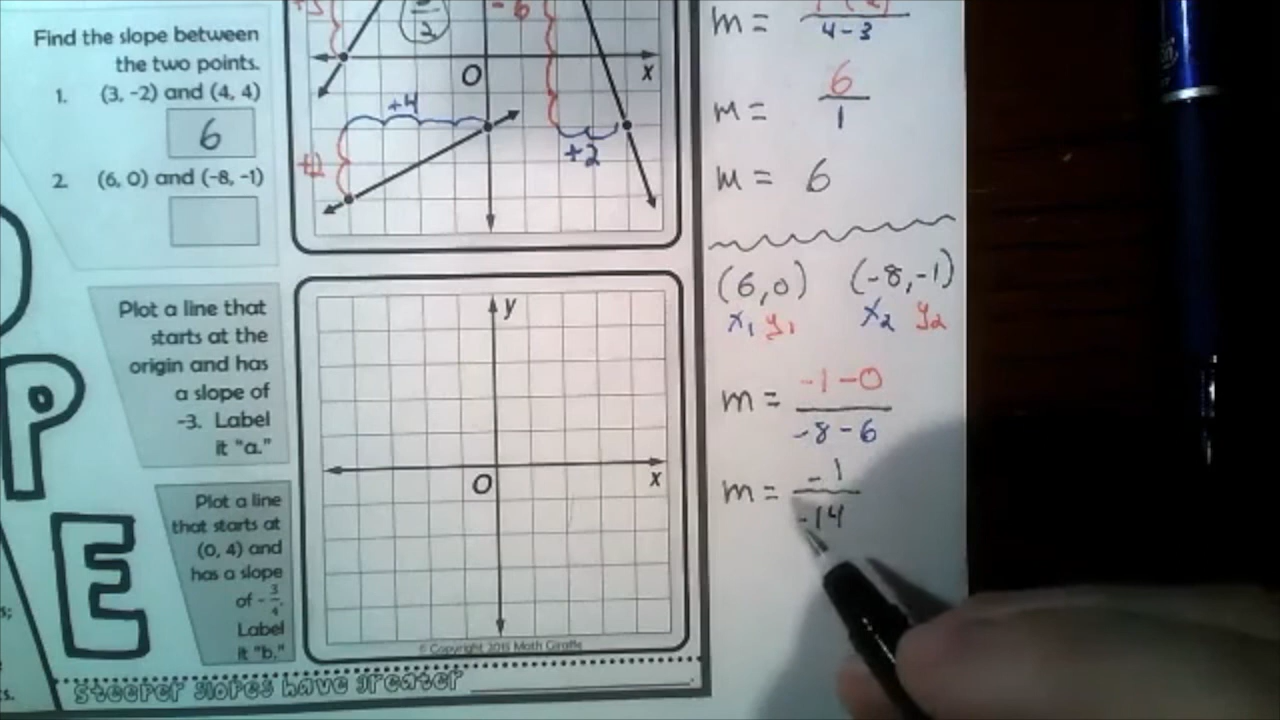 Find the slope between
the two points.
1. (3, -2) and (4, 4)
6
2. (6, 0) and (-8, -1)
Plot a line that
starts at the
origin and has
a slope of
-3. Label
it "a."
Plot a line
that starts at
(0, 4) and
has a slope
of - 3/4.
Label
it "b."
P
E
-6
O
x
+4
+2
+2
y
O
x
© Copyright 2015 Math Giraffe
Steeper slopes have greater
m =
4-3
m = 6/1
m = 6
(6,0) (-8,-1)
x1 y1 x2 y2
m = -1-0
-8-6
m = -1
-14